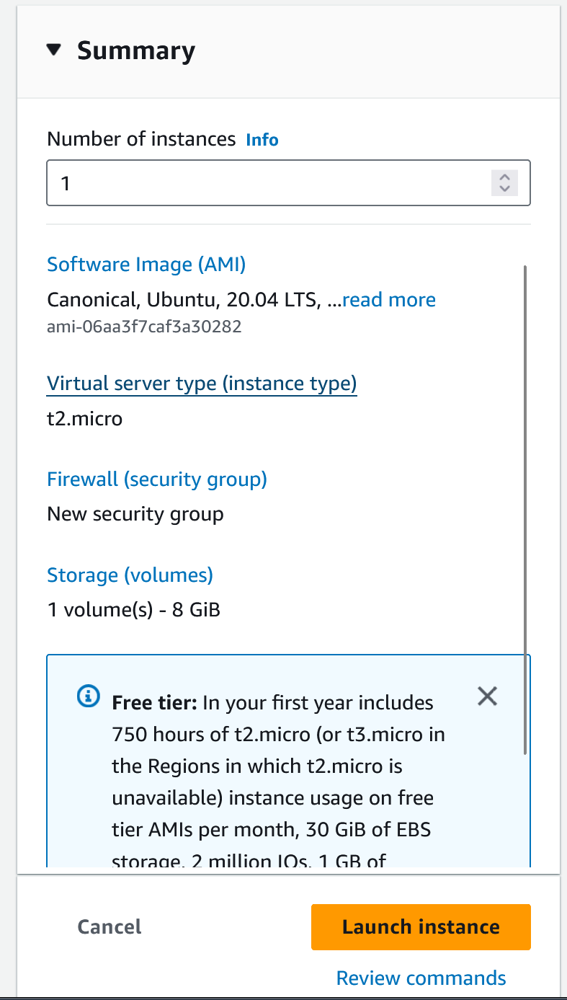 Summary
Number of instances Info
1
Software Image (AMI)
Canonical, Ubuntu, 20.04 LTS, ...read more
ami-06aa3f7caf3a30282
Virtual server type (instance type)
t2.micro
Firewall (security group)
New security group
Storage (volumes)
1 volume(s) - 8 GiB
Free tier: In your first year includes
750 hours of t2.micro (or t3.micro in
the Regions in which t2.micro is
unavailable) instance usage on free
tier AMIs per month, 30 GiB of EBS
storage, 2 million IOs, 1 GB of
Cancel
Launch instance
Review commands